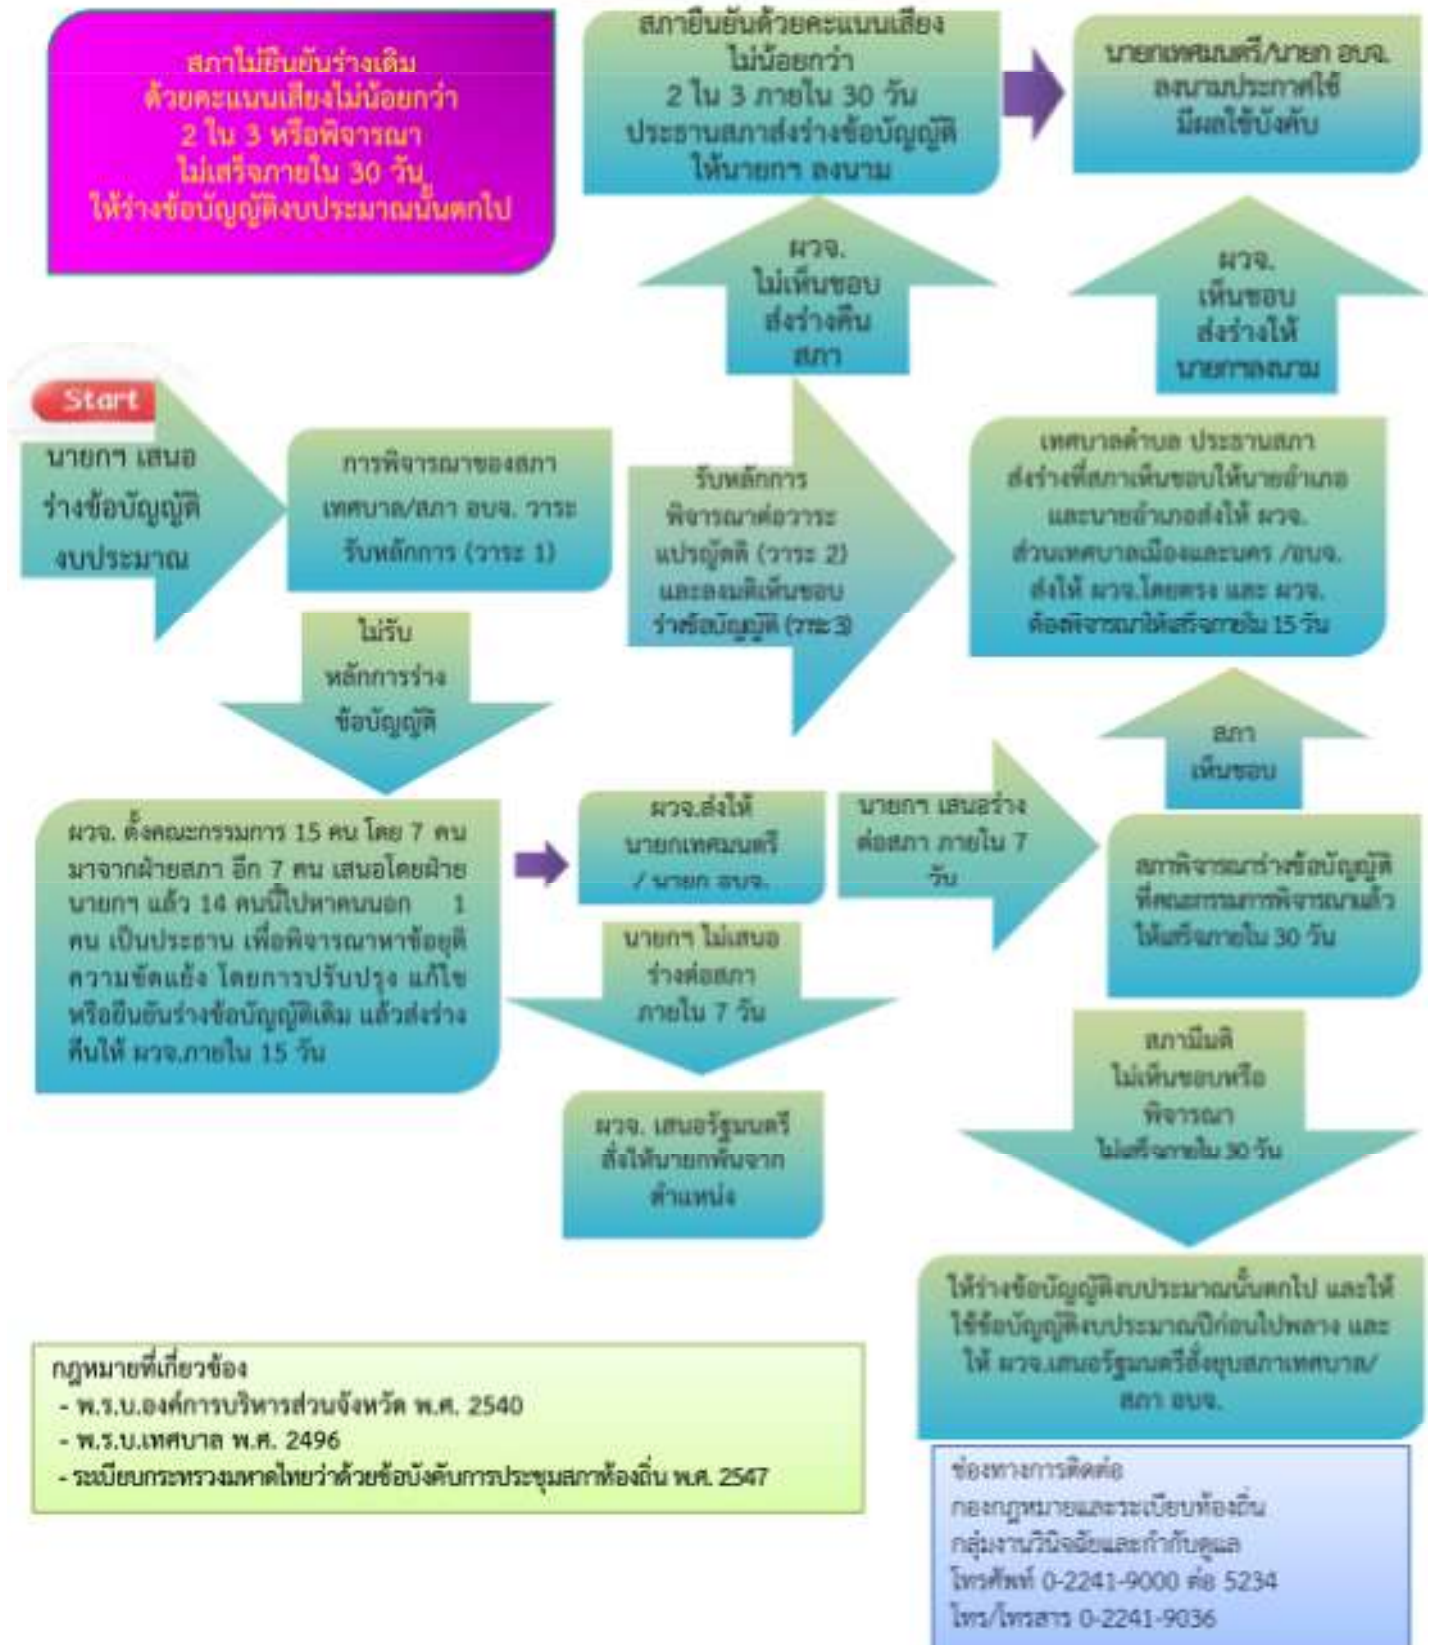 สภาไม่ยืนยันร่างเดิม
ด้วยคะแนนเสียงไม่น้อยกว่า
2 ใน 3 หรือพิจารณา
ไม่เสร็จภายใน 30 วัน
ให้ร่างข้อบัญญัติงบประมาณนั้นตกไป
สภายืนยันด้วยคะแนนเสียง
ไม่น้อยกว่า
2 ใน 3 ภายใน 30 วัน
ประธานสภาส่งร่างข้อบัญญัติ
ให้นายกฯ ลงนาม
นายกเทศมนตรี/นายก อบจ.
ลงนามประกาศใช้
มีผลใช้บังคับ
ผวจ.
ไม่เห็นชอบ
ส่งร่างคืน
สภา
ผวจ.
เห็นชอบ
ส่งร่างให้
นายกฯลงนาม
Start
นายกฯ เสนอ
ร่างข้อบัญญัติ
งบประมาณ
การพิจารณาของสภา
เทศบาล/สภา อบจ. วาระ
รับหลักการ (วาระ 1)
รับหลักการ
พิจารณาต่อวาระ
แปรญัตติ (วาระ 2)
และลงมติเห็นชอบ
ร่างข้อบัญญัติ (วาระ 3)
เทศบาลตำบล ประธานสภา
ส่งร่างที่สภาเห็นชอบให้นายอำเภอ
และนายอำเภอส่งให้ ผวจ.
ส่วนเทศบาลเมืองและนคร /อบจ.
ส่งให้ ผวจ.โดยตรง และ ผวจ.
ต้องพิจารณาให้เสร็จภายใน 15 วัน
ไม่รับ
หลักการร่าง
ข้อบัญญัติ
สภา
เห็นชอบ
ผวจ. ตั้งคณะกรรมการ 15 คน โดย 7 คน
มาจากฝ่ายสภา อีก 7 คน เสนอโดยฝ่าย
นายกฯ แล้ว 14 คนนี้ไปหาคนนอก 1
คน เป็นประธาน เพื่อพิจารณาหาข้อยุติ
ความขัดแย้ง โดยการปรับปรุง แก้ไข
หรือยืนยันร่างข้อบัญญัติเดิม แล้วส่งร่าง
คืนให้ ผวจ.ภายใน 15 วัน
ผวจ.ส่งให้
นายกเทศมนตรี
/ นายก อบจ.
นายกฯ เสนอร่าง
ต่อสภา ภายใน 7
วัน
สภาพิจารณาร่างข้อบัญญัติ
ที่คณะกรรมการพิจารณาแล้ว
ให้เสร็จภายใน 30 วัน
นายกฯ ไม่เสนอ
ร่างต่อสภา
ภายใน 7 วัน
สภามีมติ
ไม่เห็นชอบหรือ
พิจารณา
ไม่เสร็จภายใน 30 วัน
ผวจ. เสนอรัฐมนตรี
สั่งให้นายกพ้นจาก
ตำแหน่ง
ให้ร่างข้อบัญญัติงบประมาณนั้นตกไป และให้
ใช้ข้อบัญญัติงบประมาณปีก่อนไปพลาง และ
ให้ ผวจ.เสนอรัฐมนตรีสั่งยุบสภาเทศบาล/
สภา อบจ.
กฎหมายที่เกี่ยวข้อง
- พ.ร.บ.องค์การบริหารส่วนจังหวัด พ.ศ. 2540
- พ.ร.บ.เทศบาล พ.ศ. 2496
- ระเบียบกระทรวงมหาดไทยว่าด้วยข้อบังคับการประชุมสภาท้องถิ่น พ.ศ. 2547
ช่องทางการติดต่อ
กองกฎหมายและระเบียบท้องถิ่น
กลุ่มงานวินิจฉัยและกำกับดูแล
โทรศัพท์ 0-2241-9000 ต่อ 5234
โทร/โทรสาร 0-2241-9036